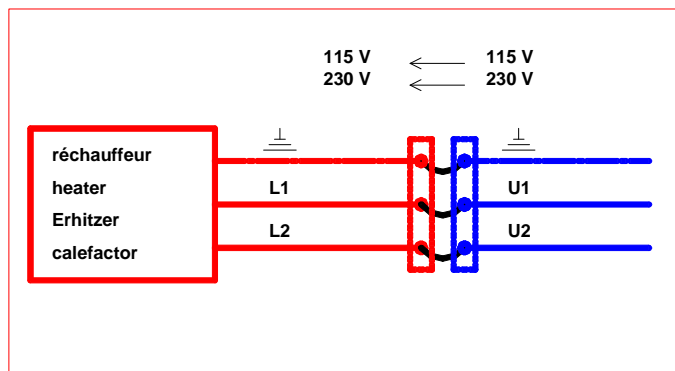 115 V 115 V
230 V 230 V
réchauffeur
heater L1 U1
Erhitzer L2 U2
calefactor